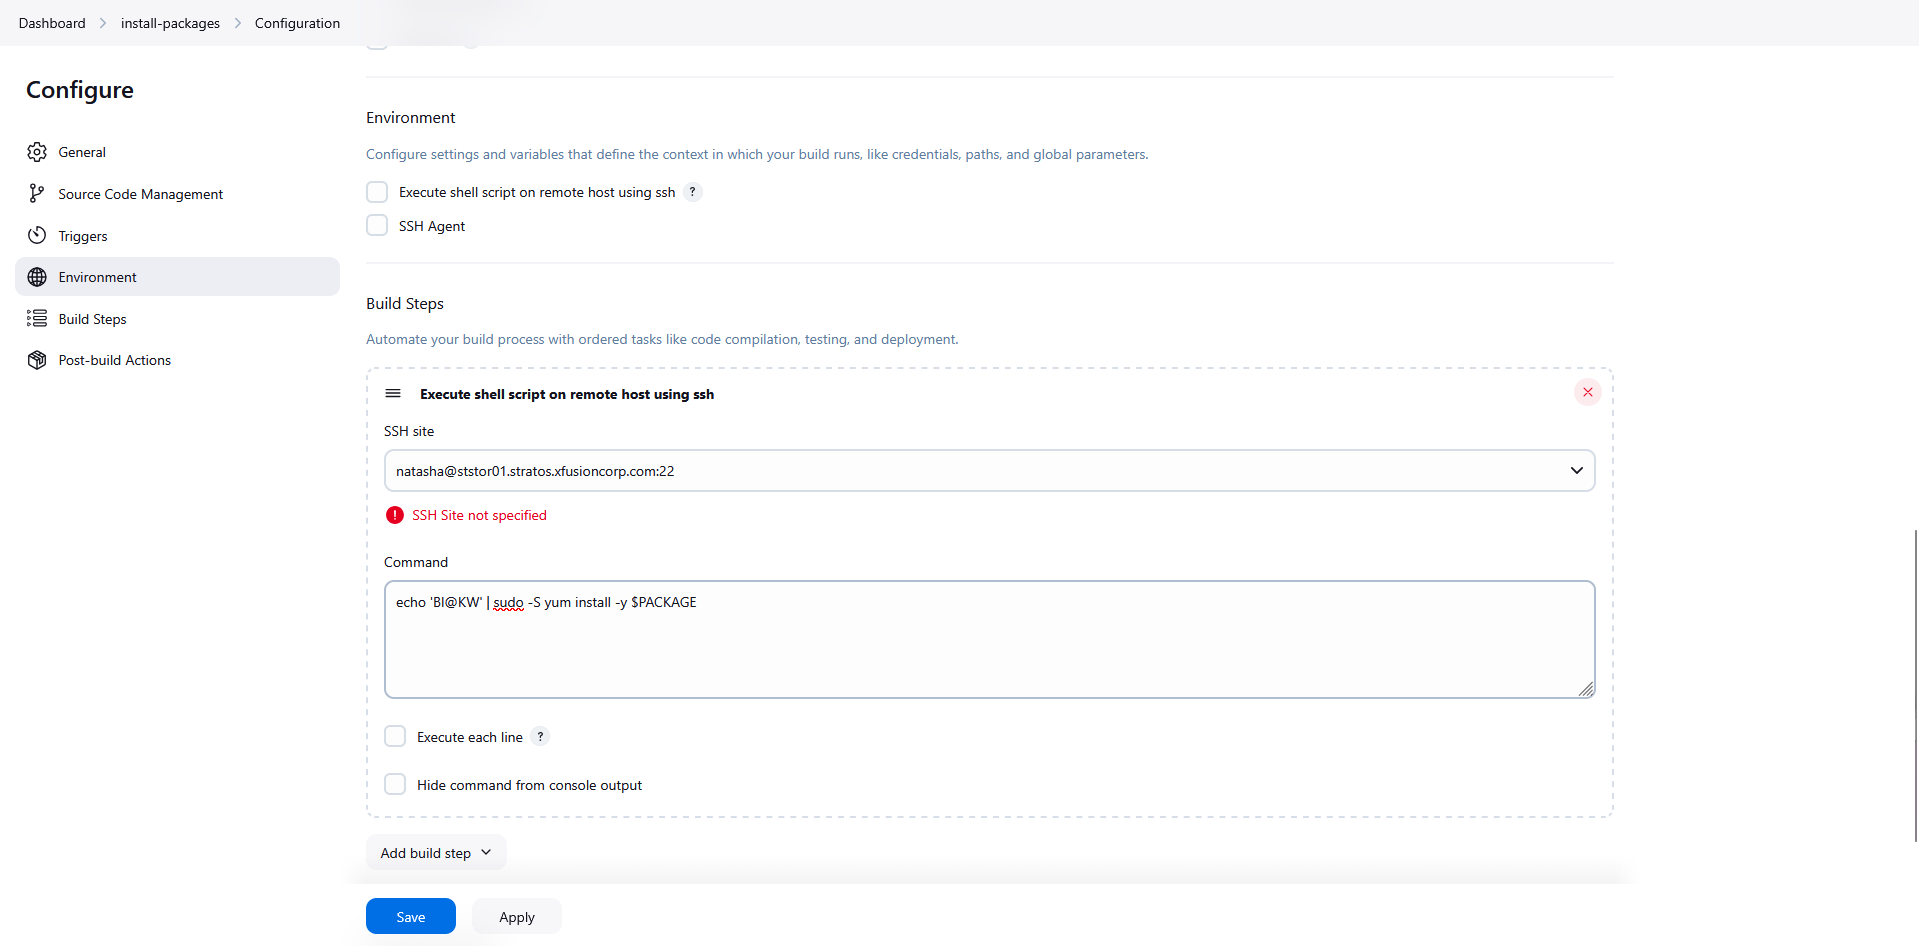 Dashboard
install-packages
Configuration
Configure
General
Source Code Management
Triggers
Environment
Build Steps
Post-build Actions
Environment
Configure settings and variables that define the context in which your build runs, like credentials, paths, and global parameters.
Execute shell script on remote host using ssh ?
SSH Agent
Build Steps
Automate your build process with ordered tasks like code compilation, testing, and deployment.
Execute shell script on remote host using ssh
SSH site
natasha@ststor01.stratos.xfusioncorp.com:22
SSH Site not specified
Command
echo 'Bl@KW' | sudo -S yum install -y $PACKAGE
Execute each line ?
Hide command from console output
Add build step
Save
Apply